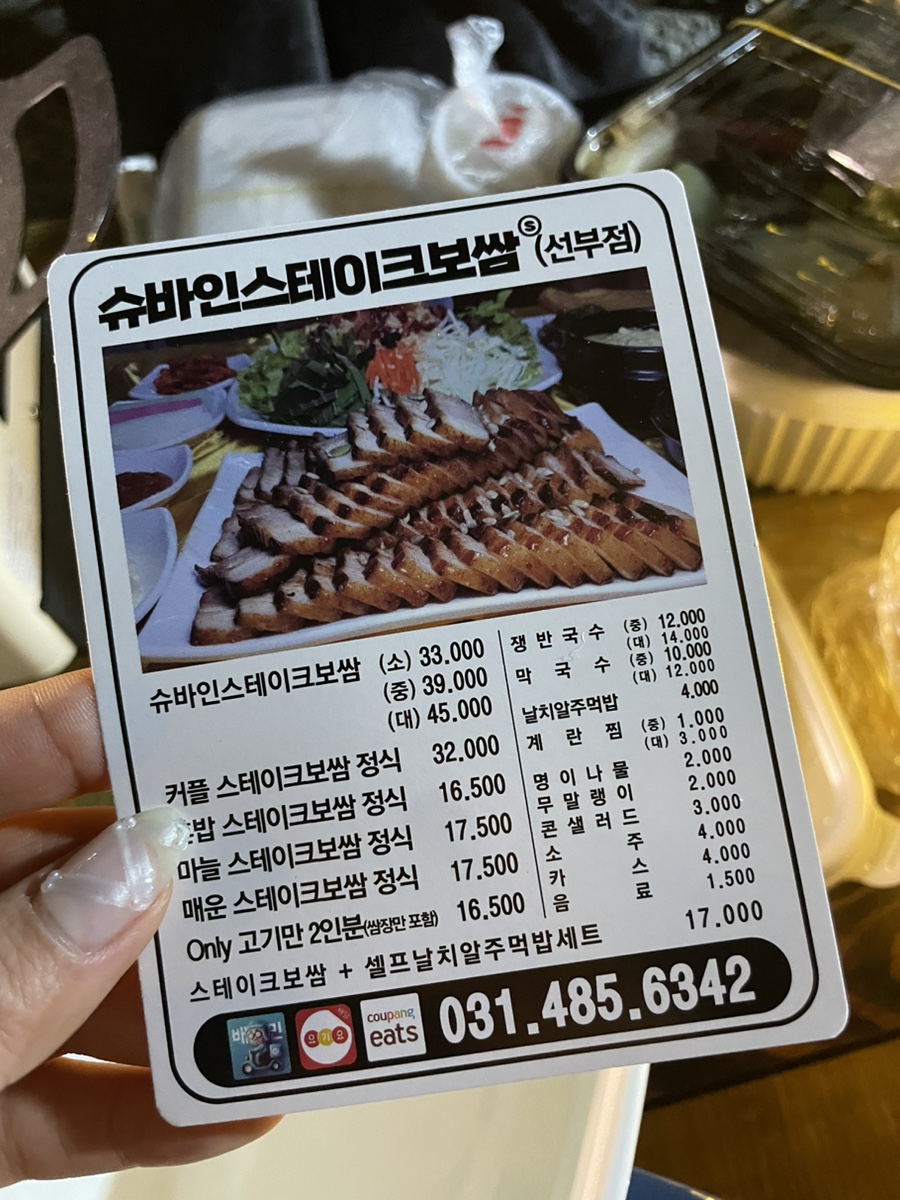 슈바인스테이크보쌈ⓢ(선부점)
슈바인스테이크보쌈 (소) 33.000
(중) 39.000
(대) 45.000
커플 스테이크보쌈 정식 32.000
밥 스테이크보쌈 정식 16.500
마늘 스테이크보쌈 정식 17.500
매운 스테이크보쌈 정식 17.500
Only 고기만 2인분(쌈장만 포함) 16.500
스테이크보쌈 + 셀프날치알주먹밥세트 17.000
쟁반국수 (중) 12.000
(대) 14.000
막국수 (중) 10.000
(대) 12.000
날치알주먹밥 4.000
계란찜 (중) 1.000
(대) 3.000
명이나물 2.000
무말랭이 2.000
콘샐러드 3.000
소주 4.000
카스 4.000
음료 1.500
요기요
coupang
eats
031.485.6342